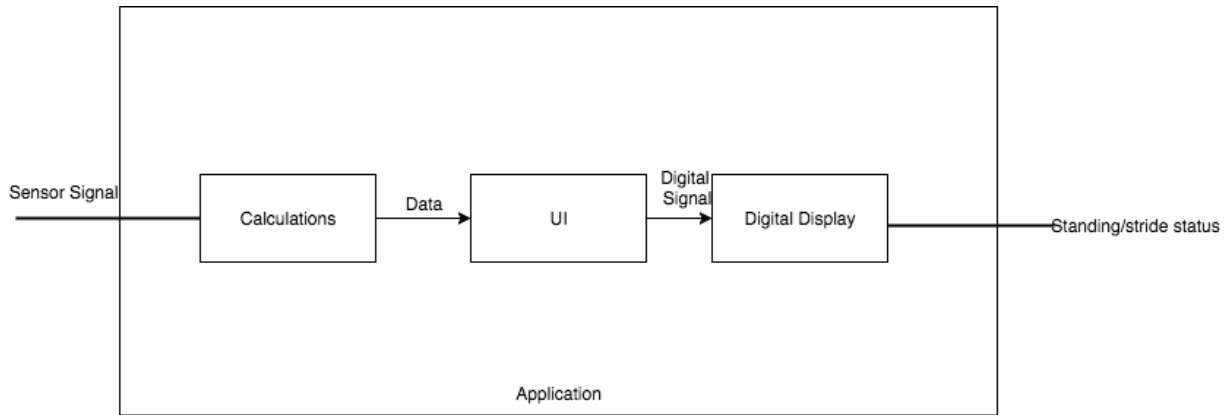 Sensor Signal
Calculations
Data
UI
Digital
Signal
Digital Display
Standing/stride status
Application